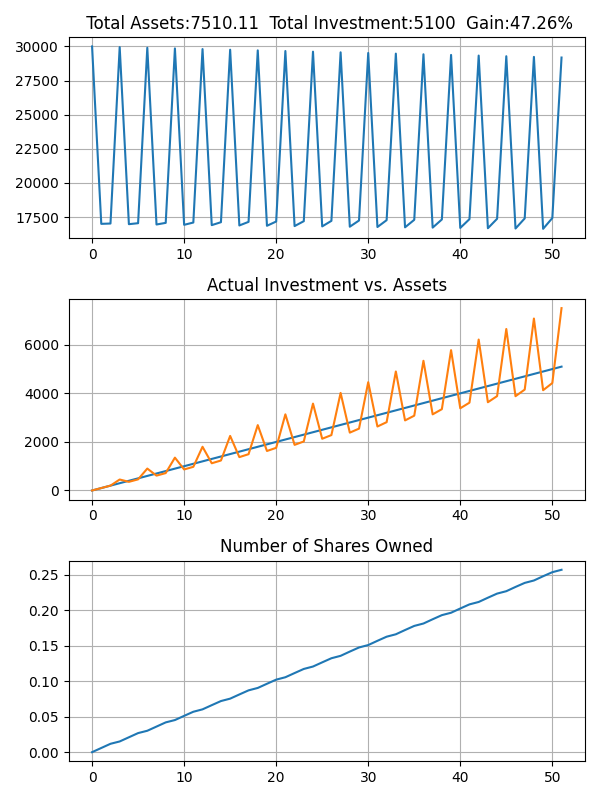 Total Assets:7510.11  Total Investment:5100  Gain:47.26%
30000
27500
25000
22500
20000
17500
0 10 20 30 40 50
Actual Investment vs. Assets
6000
4000
2000
0
0 10 20 30 40 50
Number of Shares Owned
0.25
0.20
0.15
0.10
0.05
0.00
0 10 20 30 40 50